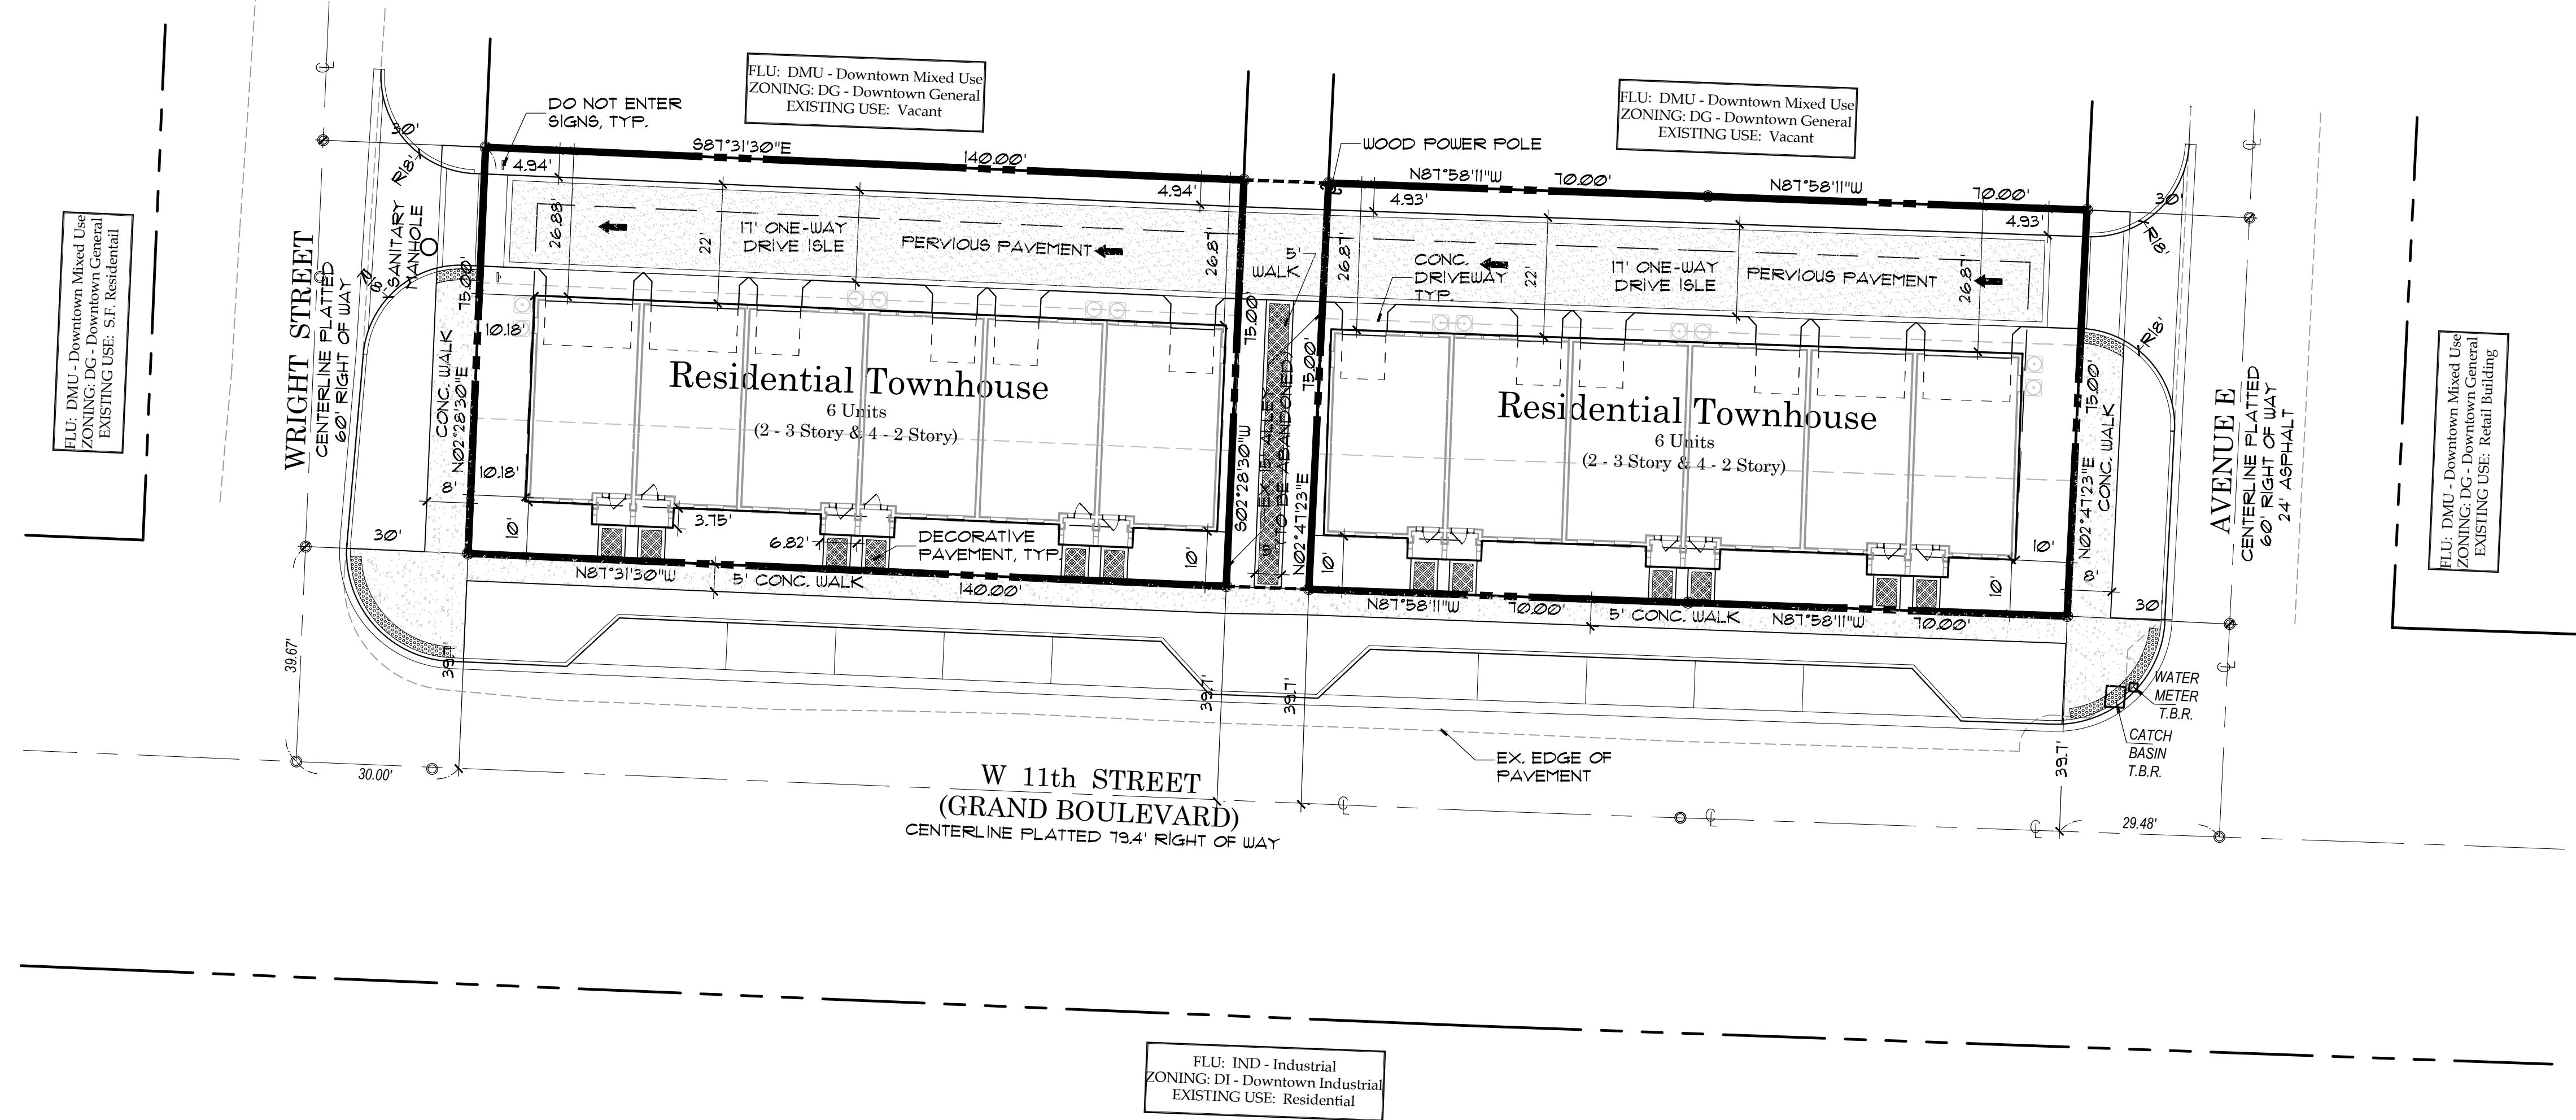 FLU: DMU - Downtown Mixed Use
ZONING: DG - Downtown General
EXISTING USE: Vacant
FLU: DMU - Downtown Mixed Use
ZONING: DG - Downtown General
EXISTING USE: Vacant
DO NOT ENTER
SIGNS, TYP.
WOOD POWER POLE
30'
R18'
4.94'
S87°31'30"E
140.00'
4.94'
4.93'
N87°58'11"W
70.00'
N87°58'11"W
70.00'
4.93'
30'
R18'
SANITARY
MANHOLE
R18'
26.88'
22'
17' ONE-WAY
DRIVE ISLE
PERVIOUS PAVEMENT
26.87'
5'
WALK
26.87'
CONC.
DRIVEWAY
TYP.
22'
17' ONE-WAY
DRIVE ISLE
PERVIOUS PAVEMENT
26.87'
R18'
FLU: DMU - Downtown Mixed Use
ZONING: DG - Downtown General
EXISTING USE: S.F. Residentail
WRIGHT STREET
CENTERLINE PLATTED
60' RIGHT OF WAY
CONC. WALK
75.00'
N02°28'30"E
10.18'
10.18'
8'
30'
10'
Residential Townhouse
6 Units
(2 - 3 Story & 4 - 2 Story)
75.00'
S02°28'30"W
EX 15' ALLEY
(TO BE ABANDONED)
5'
75.00'
N02°47'23"E
Residential Townhouse
6 Units
(2 - 3 Story & 4 - 2 Story)
75.00'
N02°47'23"E
CONC. WALK
AVENUE E
CENTERLINE PLATTED
60' RIGHT OF WAY
24' ASPHALT
FLU: DMU - Downtown Mixed Use
ZONING: DG - Downtown General
EXISTING USE: Retail Building
3.75'
6.82'
DECORATIVE
PAVEMENT, TYP.
10'
10'
10'
10'
8'
30'
N87°31'30"W
5' CONC. WALK
140.00'
N87°58'11"W
70.00'
5' CONC. WALK
N87°58'11"W
70.00'
39.67'
39.7'
39.7'
39.7'
39.7'
WATER
METER
T.B.R.
CATCH
BASIN
T.B.R.
EX. EDGE OF
PAVEMENT
30.00'
29.48'
W 11th STREET
(GRAND BOULEVARD)
CENTERLINE PLATTED 79.4' RIGHT OF WAY
FLU: IND - Industrial
ZONING: DI - Downtown Industrial
EXISTING USE: Residential